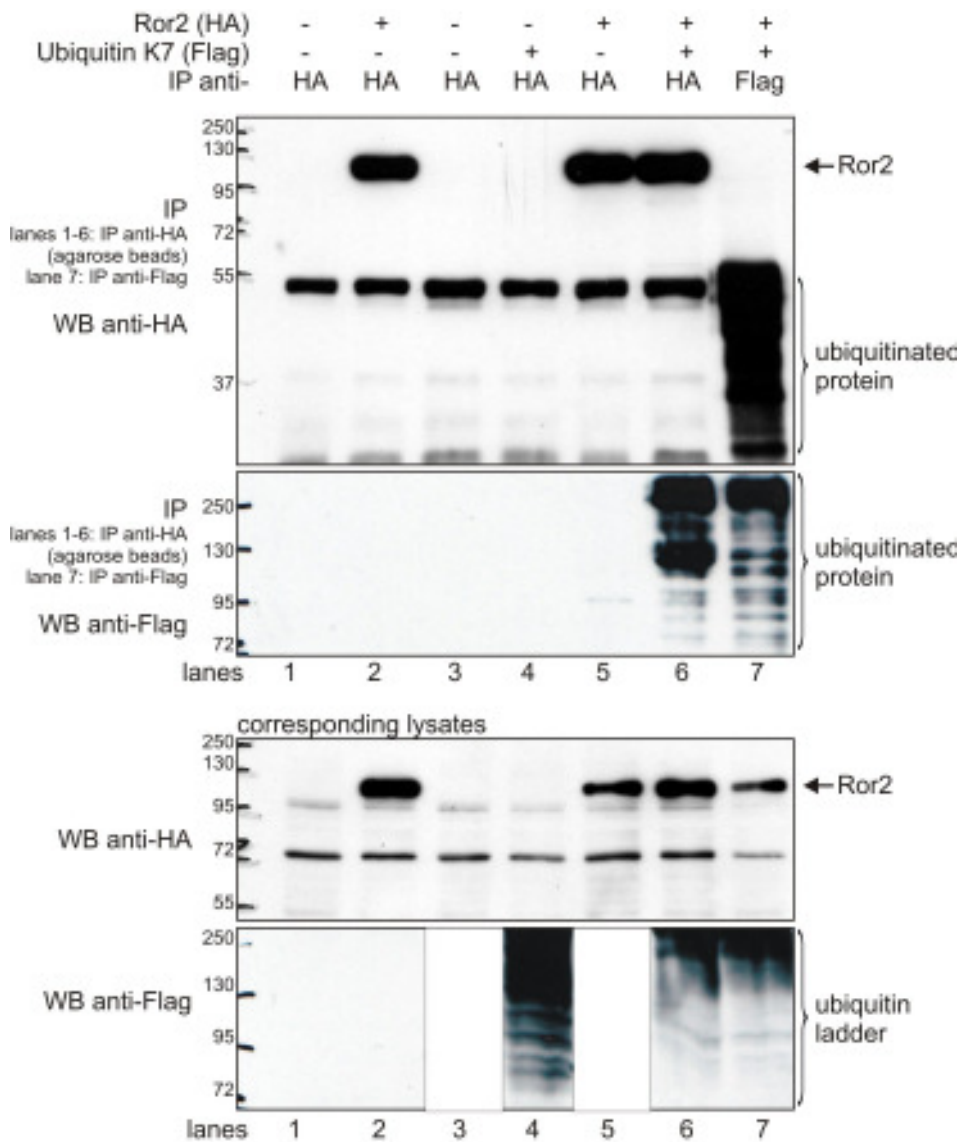 Ror2 (HA) - + - - + + +
Ubiquitin K7 (Flag) - - - + - + +
IP anti- HA HA HA HA HA HA Flag
250
130
95
72
55
37
IP
lanes 1-6: IP anti-HA
(agarose beads)
lane 7: IP anti-Flag
WB anti-HA
Ror2
ubiquitinated
protein
250
130
95
72
IP
lanes 1-6: IP anti-HA
(agarose beads)
lane 7: IP anti-Flag
WB anti-Flag
ubiquitinated
protein
lanes 1 2 3 4 5 6 7
corresponding lysates
250
130
95
72
55
WB anti-HA
Ror2
250
130
95
72
WB anti-Flag
ubiquitin
ladder
lanes 1 2 3 4 5 6 7